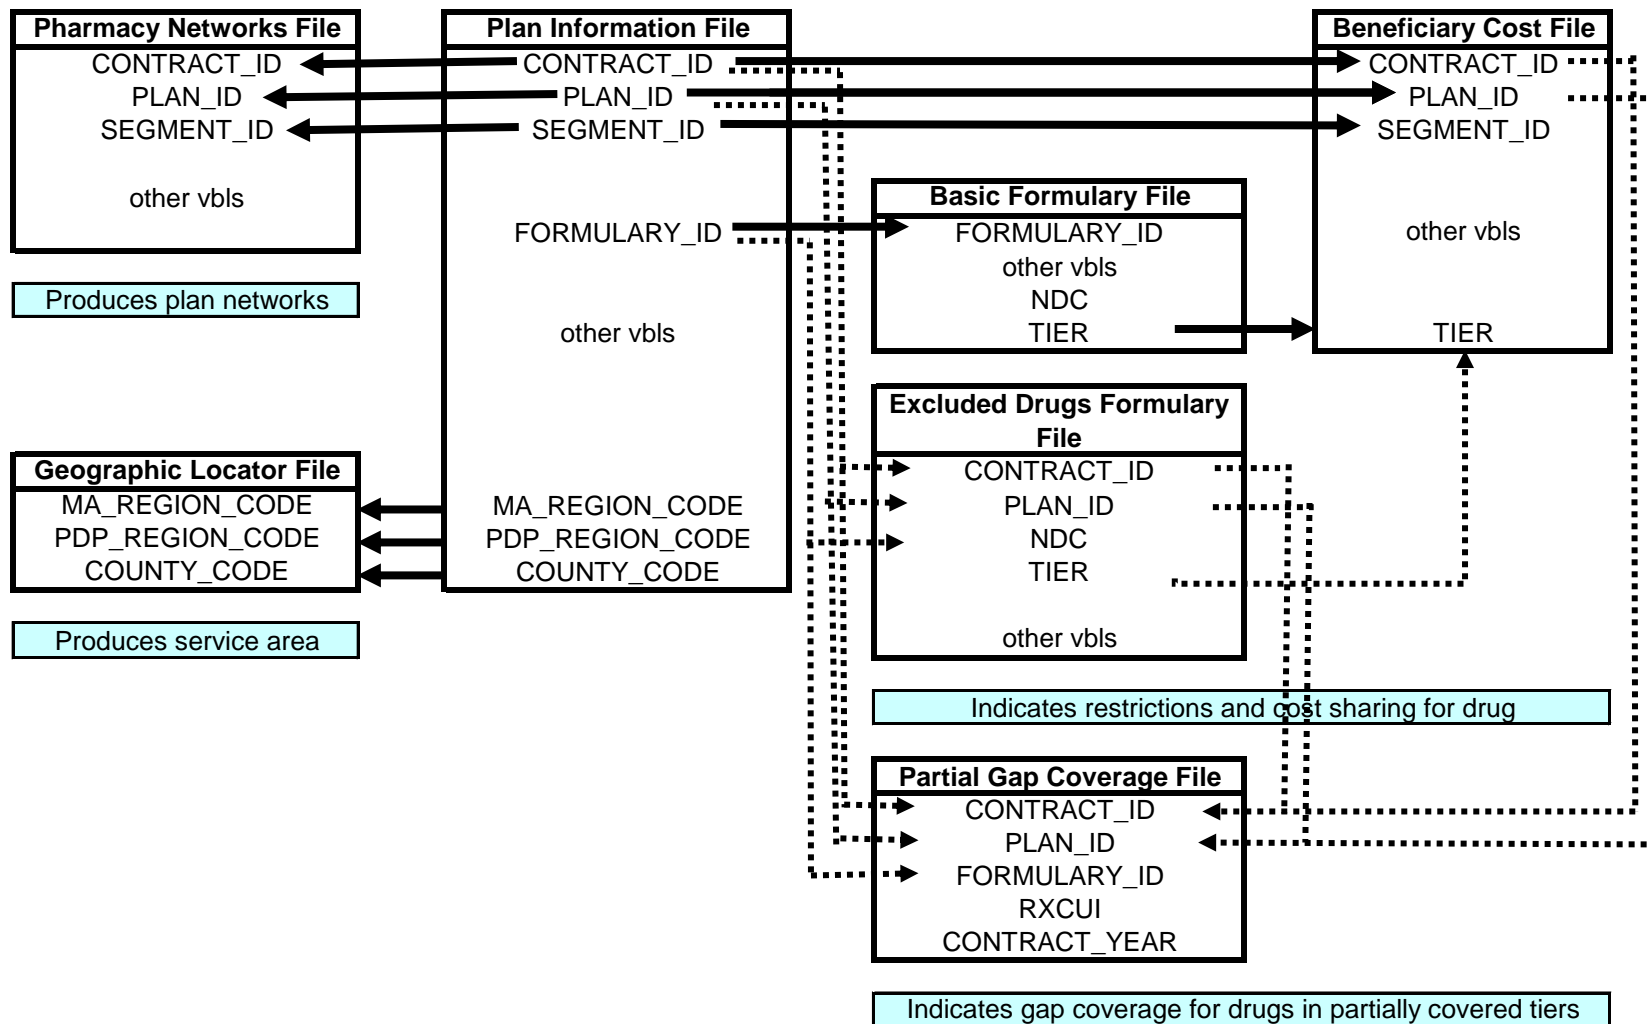 Pharmacy Networks File
CONTRACT_ID
PLAN_ID
SEGMENT_ID
other vbls
Produces plan networks
Geographic Locator File
MA_REGION_CODE
PDP_REGION_CODE
COUNTY_CODE
Produces service area
Plan Information File
CONTRACT_ID
PLAN_ID
SEGMENT_ID
FORMULARY_ID
other vbls
MA_REGION_CODE
PDP_REGION_CODE
COUNTY_CODE
Basic Formulary File
FORMULARY_ID
other vbls
NDC
TIER
Excluded Drugs Formulary
File
CONTRACT_ID
PLAN_ID
NDC
TIER
other vbls
Beneficiary Cost File
CONTRACT_ID
PLAN_ID
SEGMENT_ID
other vbls
TIER
Indicates restrictions and cost sharing for drug
Partial Gap Coverage File
CONTRACT_ID
PLAN_ID
FORMULARY_ID
RXCUI
CONTRACT_YEAR
Indicates gap coverage for drugs in partially covered tiers